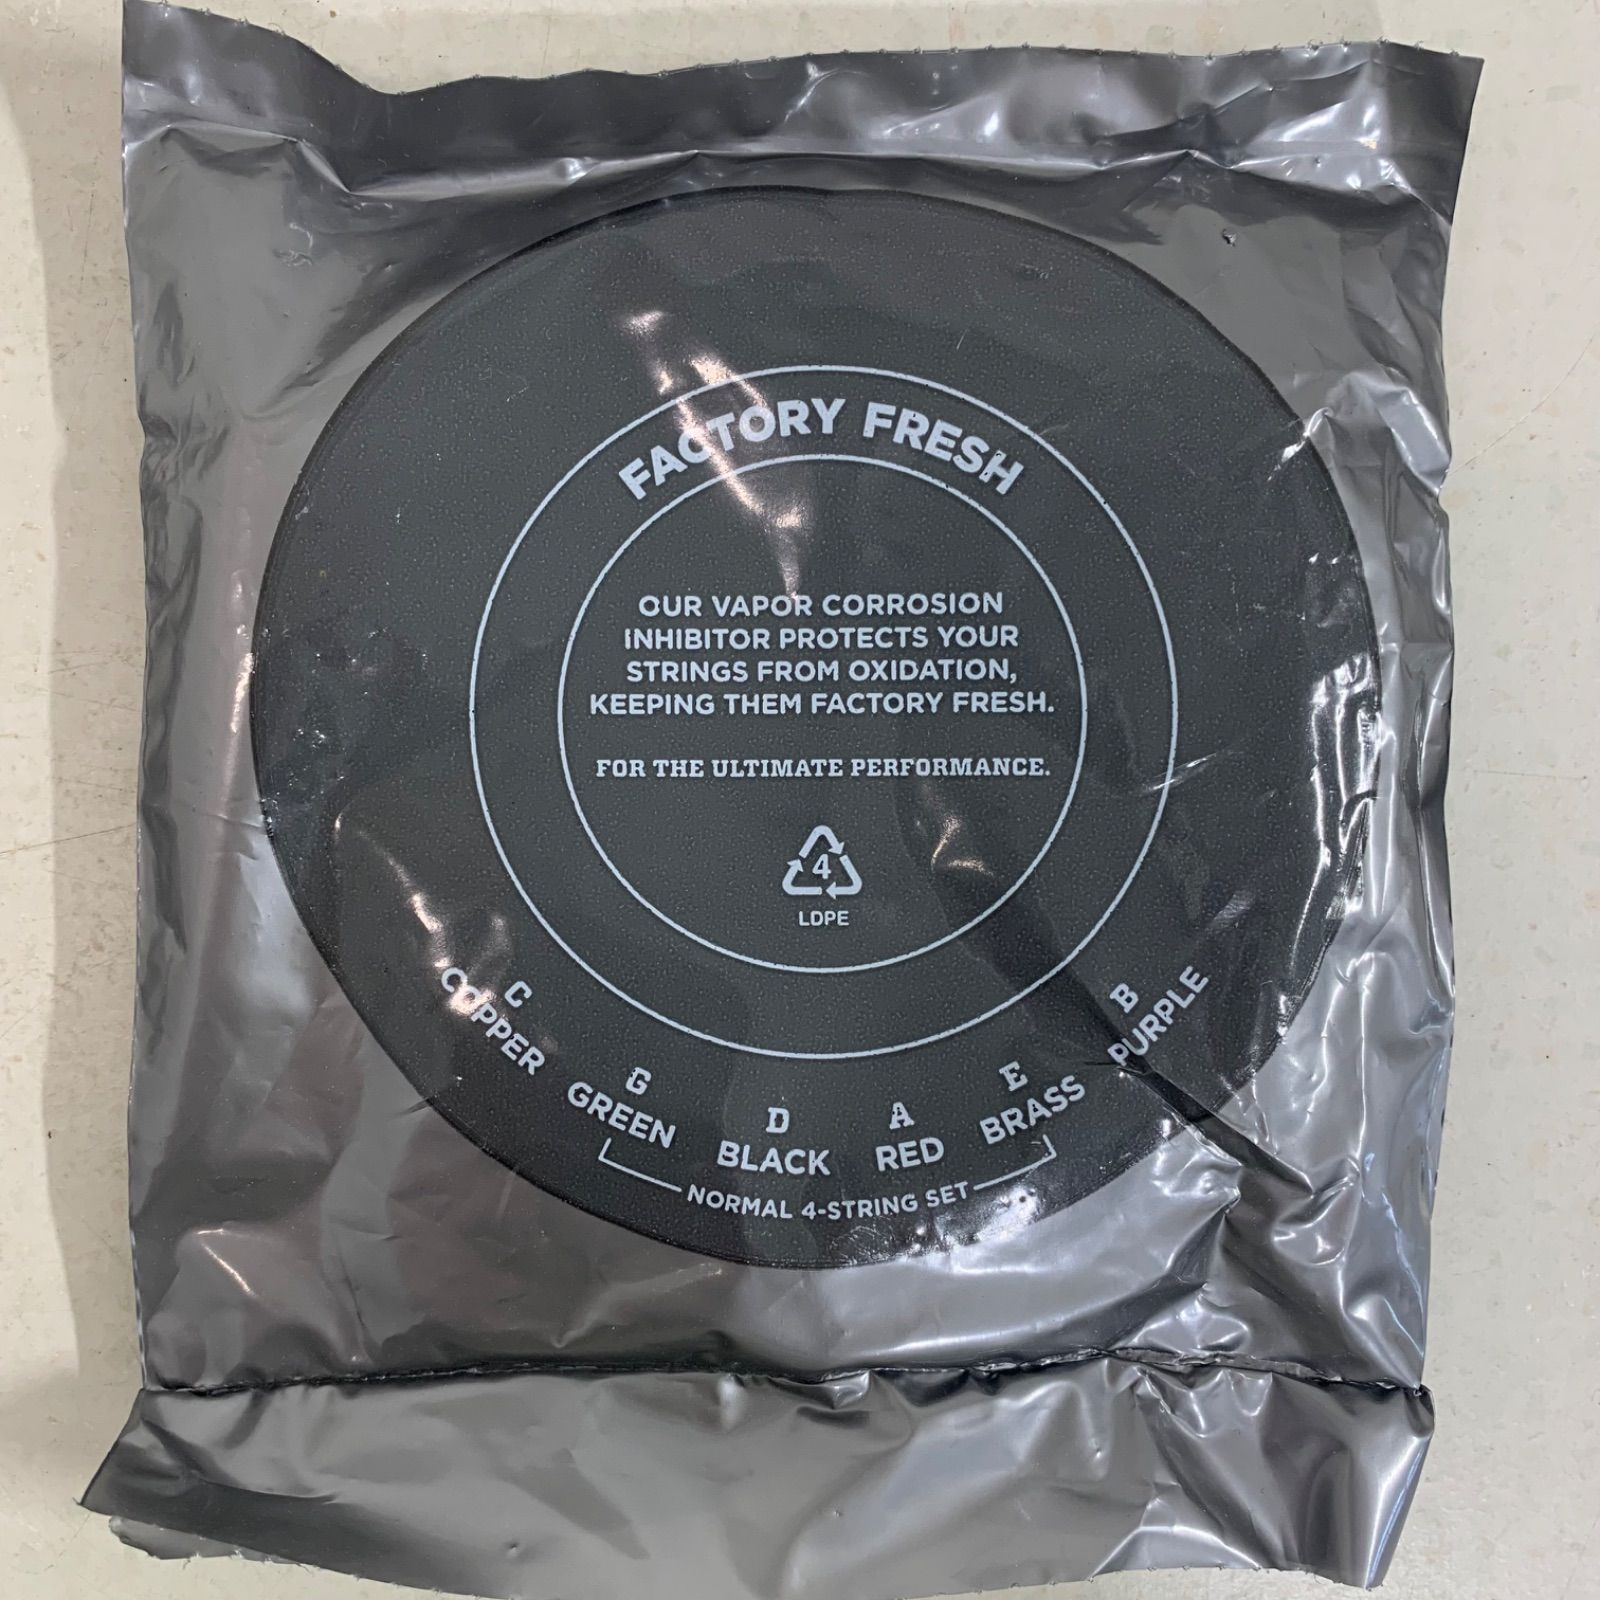 FACTORY FRESH
OUR VAPOR CORROSION
INHIBITOR PROTECTS YOUR
STRINGS FROM OXIDATION,
KEEPING THEM FACTORY FRESH.
FOR THE ULTIMATE PERFORMANCE.
4
LDPE
C
COPPER
G
GREEN
D
BLACK
A
RED
E
BRASS
B
PURPLE
NORMAL 4-STRING SET